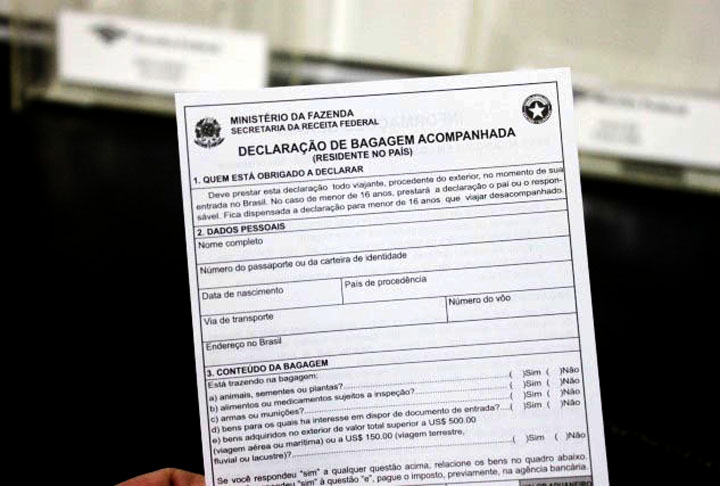 Receita Federal
MINISTÉRIO DA FAZENDA
SECRETARIA DA RECEITA FEDERAL
DECLARAÇÃO DE BAGAGEM ACOMPANHADA
(RESIDENTE NO PAÍS)
1. QUEM ESTÁ OBRIGADO A DECLARAR
Deve prestar esta declaração todo viajante, procedente do exterior, no momento de sua
entrada no Brasil. No caso de menor de 16 anos, prestará a declaração o pai ou o respon-
sável. Fica dispensada a declaração para menor de 16 anos que viajar desacompanhado.
2. DADOS PESSOAIS
Nome completo
Número do passaporte ou da carteira de identidade
Data de nascimento
País de procedência
Via de transporte
Número do vôo
Endereço no Brasil
3. CONTEÚDO DA BAGAGEM
Está trazendo na bagagem:
a) animais, sementes ou plantas?..........( )Sim ( )Não
b) alimentos ou medicamentos sujeitos a inspeção?..........( )Sim ( )Não
c) armas ou munições?..........( )Sim ( )Não
d) bens para os quais ha interesse em dispor de documento de entrada?....( )Sim ( )Não
e) bens adquiridos no exterior de valor total superior a US$ 500.00
(viagem aérea ou marítima) ou a US$ 150.00 (viagem terrestre,
fluvial ou lacustre)?..........( )Sim ( )Não
Se você respondeu "sim" a qualquer questão acima, relacione os bens no quadro abaixo.
"sim" à questão "e", pague o imposto, previamente, na agência bancária.